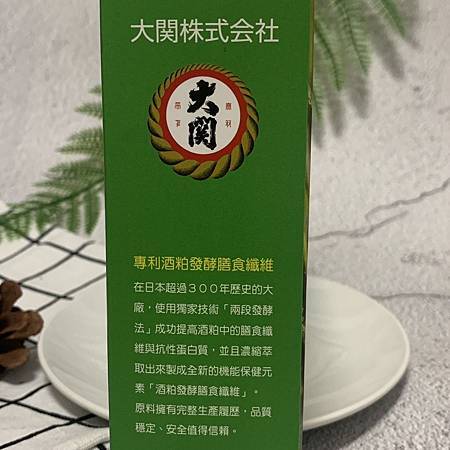 大関株式会社
大
関
專利酒粕發酵膳食纖維
在日本超過300年歷史的大
廠，使用獨家技術「兩段發酵
法」成功提高酒粕中的膳食纖
維與抗性蛋白質，並且濃縮萃
取出來製成全新的機能保健元
素「酒粕發酵膳食纖維」。
原料擁有完整生產履歷，品質
穩定、安全值得信賴。